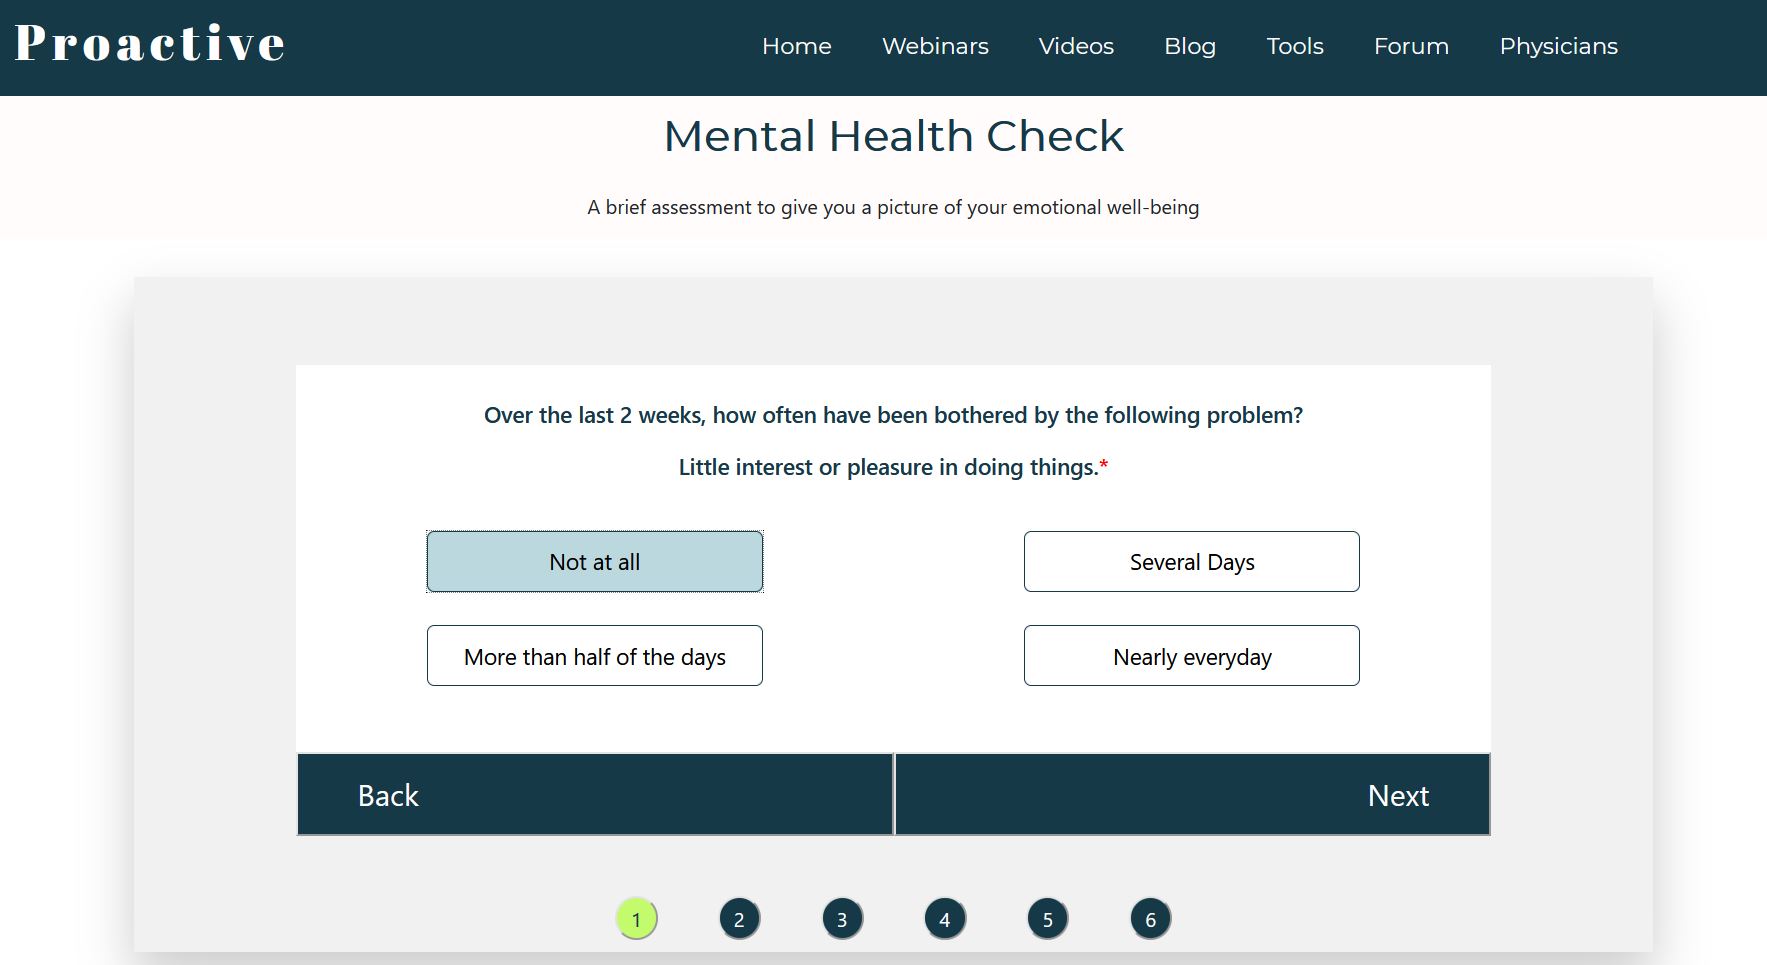 Proactive
Home Webinars Videos Blog Tools Forum Physicians
Mental Health Check
A brief assessment to give you a picture of your emotional well-being
Over the last 2 weeks, how often have been bothered by the following problem?
Little interest or pleasure in doing things.*
Not at all Several Days
More than half of the days Nearly everyday
Back Next
1 2 3 4 5 6